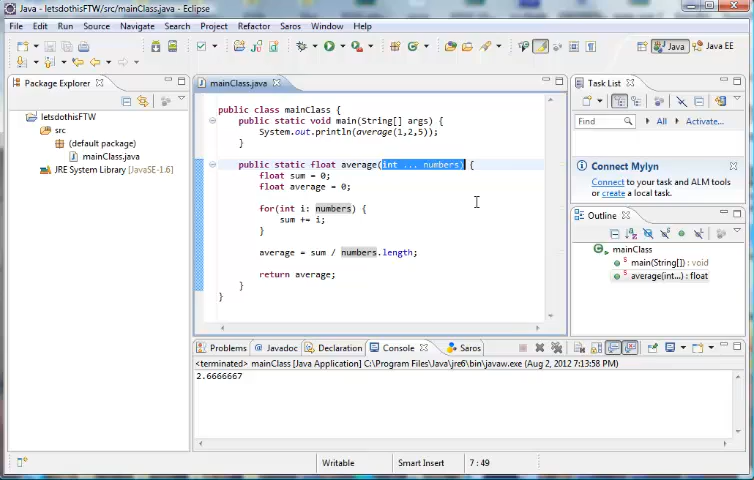 Java - letsdothisFTW/src/mainClass.java - Eclipse
File Edit Source Refactor Navigate Search Project Refactor Saros Run Window Help
Java
Java EE
Package Explorer
letsdothisFTW
src
(default package)
mainClass.java
JRE System Library [JavaSE-1.6]
mainClass.java
public class mainClass {
public static void main(String[] args) {
System.out.println(average(1,2,5));
}
public static float average(int ... numbers) {
float sum = 0;
float average = 0;
for(int i: numbers) {
sum += i;
}
average = sum / numbers.length;
return average;
}
}
Task List
Find
All
Activate...
Connect Mylyn
Connect to your task and ALM tools
or create a local task.
Outline
mainClass
main(String[]) : void
average(int...) : float
Problems
Javadoc
Declaration
Console
Saros
<terminated> mainClass [Java Application] C:\Program Files\Java\jre6\bin\javaw.exe (Aug 2, 2012 7:13:58 PM)
2.6666667
Writable
Smart Insert
7 : 49